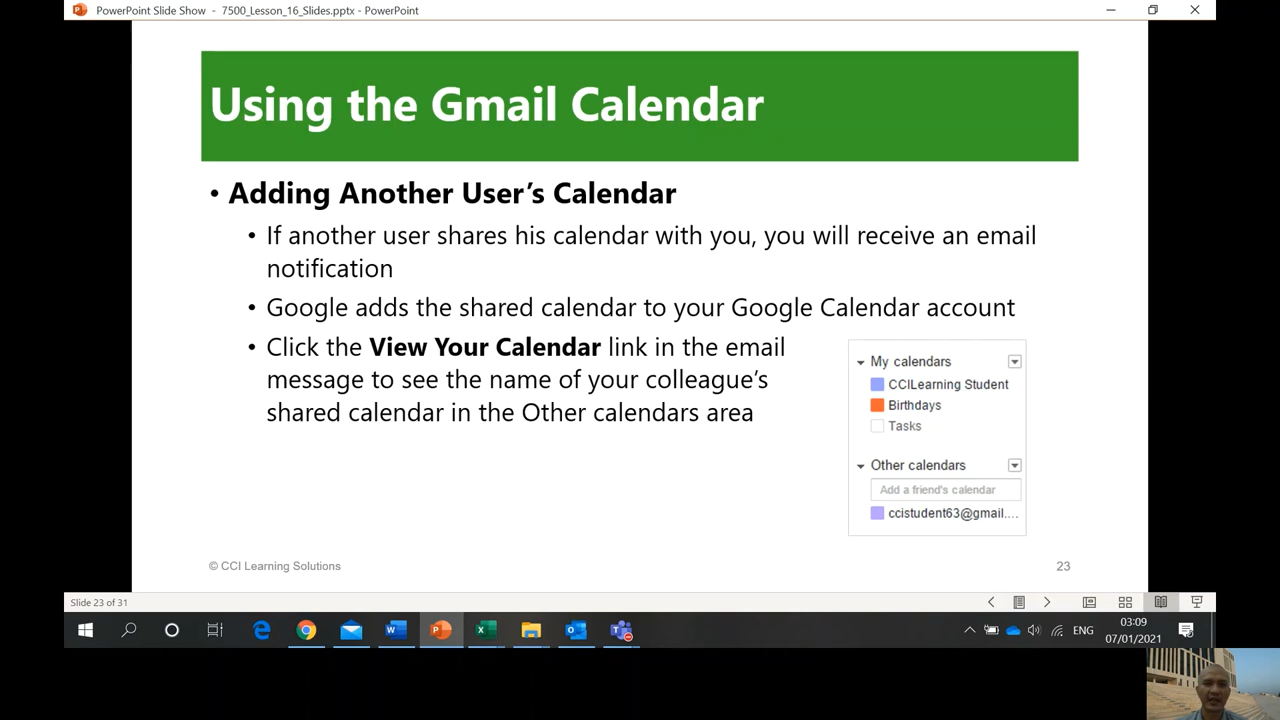 PowerPoint Slide Show - 7500_Lesson_16_Slides.pptx - PowerPoint
Using the Gmail Calendar
• Adding Another User's Calendar
• If another user shares his calendar with you, you will receive an email
notification
• Google adds the shared calendar to your Google Calendar account
• Click the View Your Calendar link in the email
message to see the name of your colleague's
shared calendar in the Other calendars area
My calendars
CCILearning Student
Birthdays
Tasks
Other calendars
Add a friend's calendar
ccistudent63@gmail....
© CCI Learning Solutions
23
Slide 23 of 31
ENG
03:09
07/01/2021